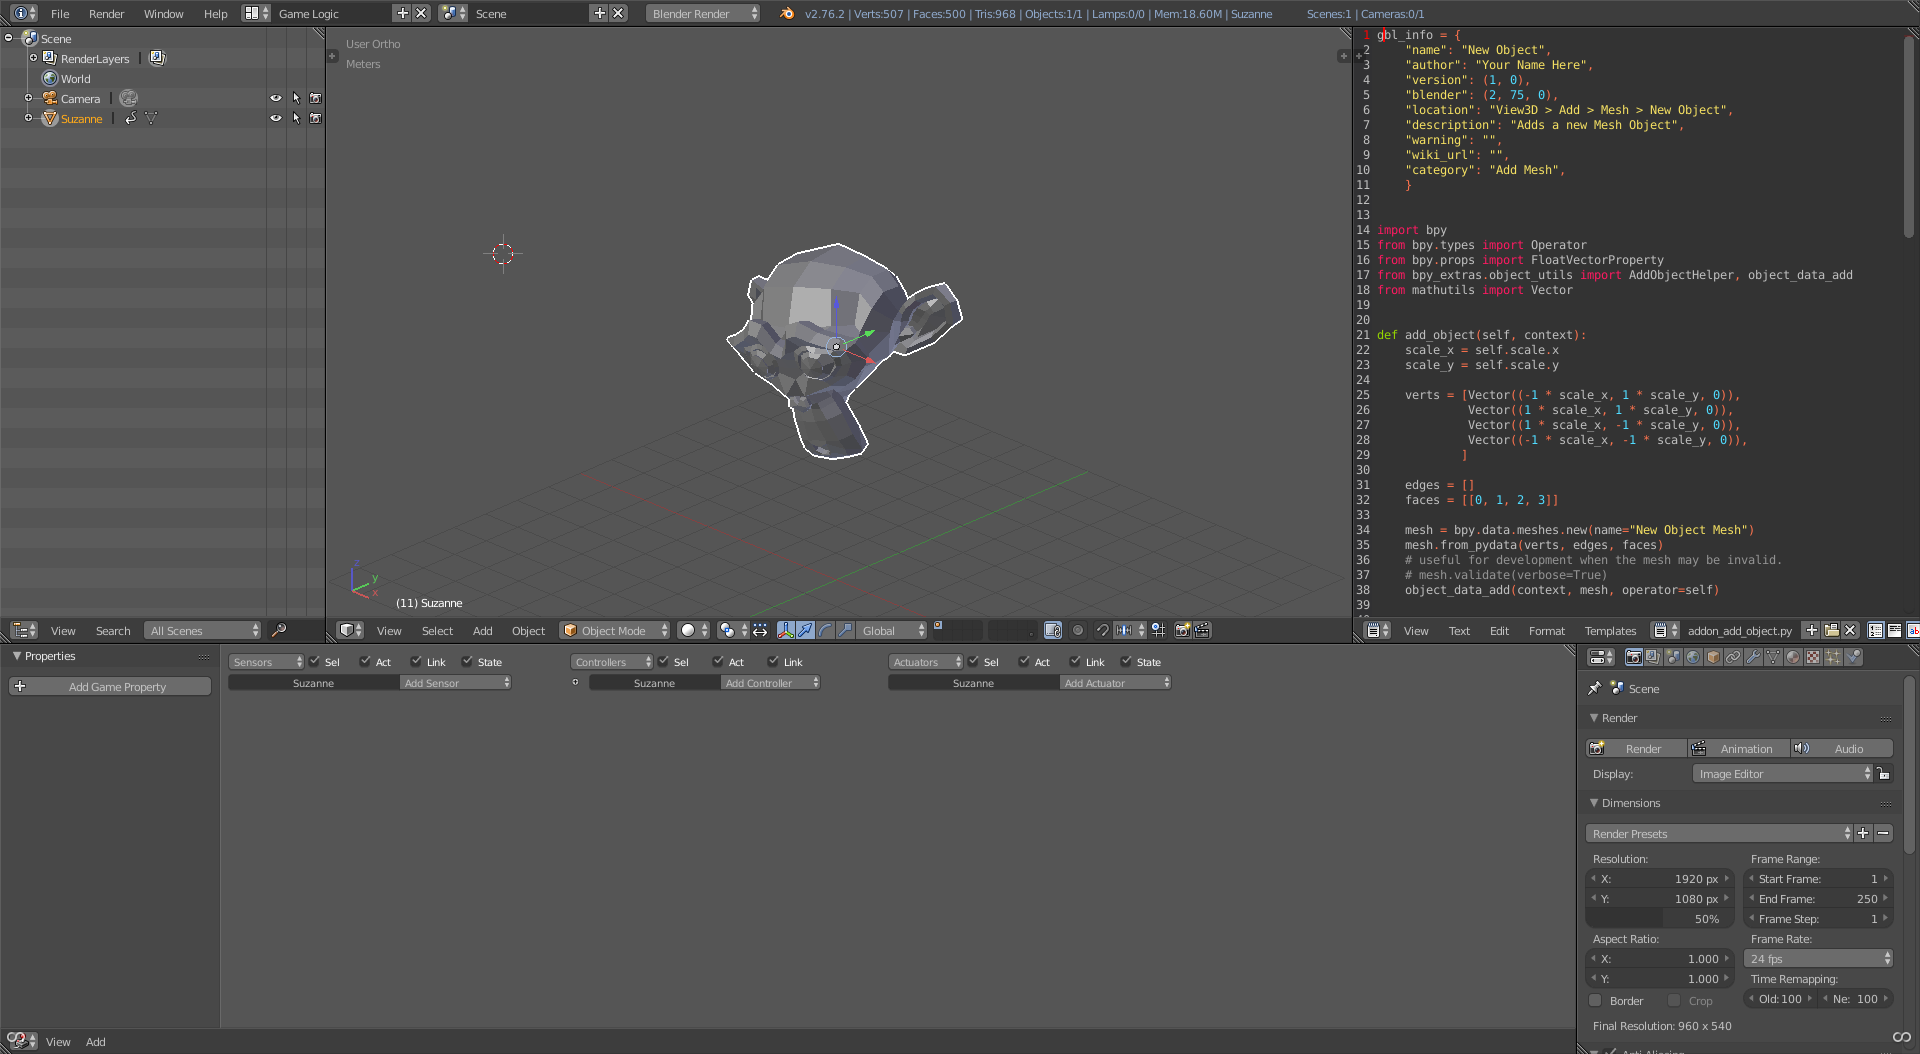 File Render Window Help Game Logic Scene Blender Render v2.76.2 | Verts:507 | Faces:500 | Tris:968 | Objects:1/1 | Lamps:0/0 | Mem:18.60M | Suzanne Scenes:1 | Cameras:0/1
Scene
RenderLayers
World
Camera
Suzanne
View Search All Scenes
User Ortho
Meters
z
y
x
(11) Suzanne
View Select Add Object Object Mode Global
1 gbl_info = {
2 "name": "New Object",
3 "author": "Your Name Here",
4 "version": (1, 0),
5 "blender": (2, 75, 0),
6 "location": "View3D > Add > Mesh > New Object",
7 "description": "Adds a new Mesh Object",
8 "warning": "",
9 "wiki_url": "",
10 "category": "Add Mesh",
11 }
12
13
14 import bpy
15 from bpy.types import Operator
16 from bpy.props import FloatVectorProperty
17 from bpy_extras.object_utils import AddObjectHelper, object_data_add
18 from mathutils import Vector
19
20
21 def add_object(self, context):
22 scale_x = self.scale.x
23 scale_y = self.scale.y
24
25 verts = [Vector((-1 * scale_x, 1 * scale_y, 0)),
26 Vector((1 * scale_x, 1 * scale_y, 0)),
27 Vector((1 * scale_x, -1 * scale_y, 0)),
28 Vector((-1 * scale_x, -1 * scale_y, 0)),
29 ]
30
31 edges = []
32 faces = [[0, 1, 2, 3]]
33
34 mesh = bpy.data.meshes.new(name="New Object Mesh")
35 mesh.from_pydata(verts, edges, faces)
36 # useful for development when the mesh may be invalid.
37 # mesh.validate(verbose=True)
38 object_data_add(context, mesh, operator=self)
39
View Text Edit Format Templates addon_add_object.py
Properties
Add Game Property
Sensors Sel Act Link State
Suzanne Add Sensor
Controllers Sel Act Link
Suzanne Add Controller
Actuators Sel Act Link State
Suzanne Add Actuator
View Add
Scene
Render
Render Animation Audio
Display: Image Editor
Dimensions
Render Presets
Resolution: Frame Range:
X: 1920 px Start Frame: 1
Y: 1080 px End Frame: 250
50% Frame Step: 1
Aspect Ratio: Frame Rate:
X: 1.000 24 fps
Y: 1.000 Time Remapping:
Border Crop Old: 100 Ne: 100
Final Resolution: 960 x 540